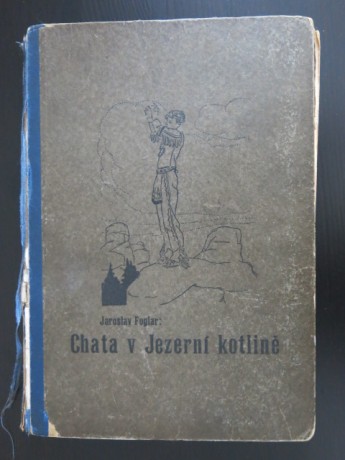 Jaroslav Foglar:
Chata v Jezerní kotlině